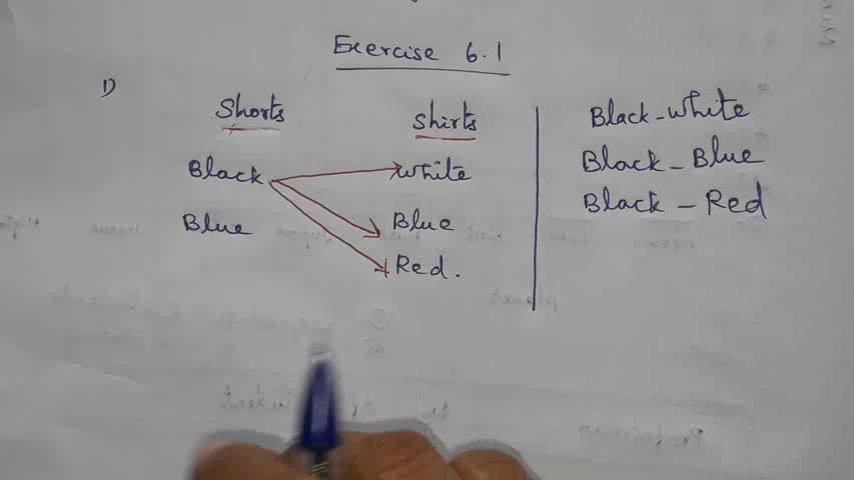 Exercise 6.1
1)
Shorts Shirts
Black White
Blue Blue
Red.
Black - White
Black - Blue
Black - Red